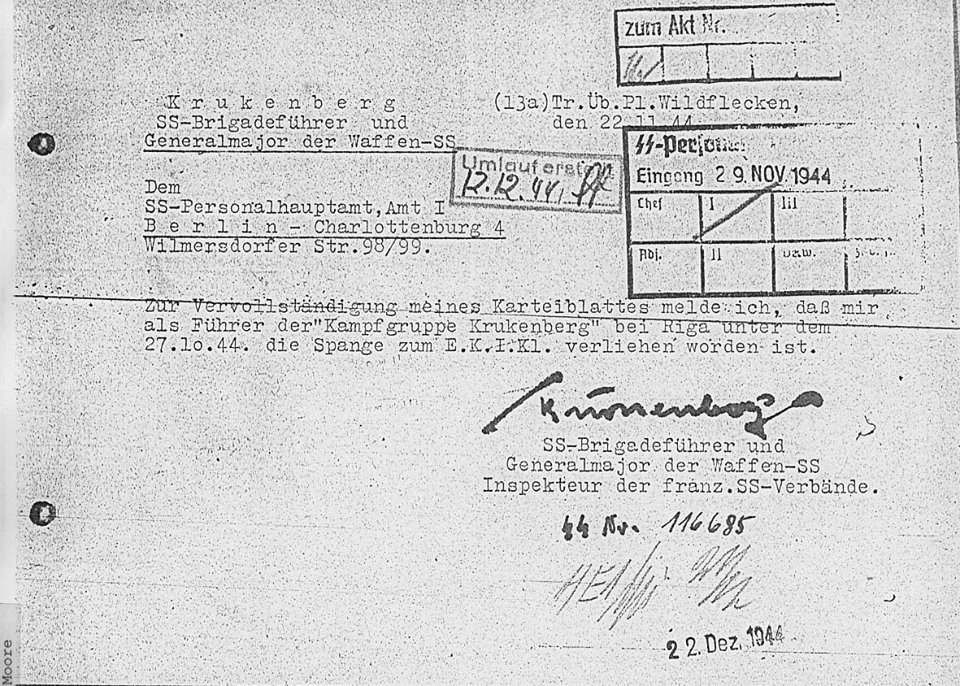 zum Akt Nr.
K r u k e n b e r g
SS-Brigadeführer und
Generalmajor der Waffen-SS
(13a)Tr.Üb.Pl.Wildflecken,
den 22.11.44
Umlauf erst
12.12.44.
SS-Perso
Eingang 29. NOV. 1944
Chef I III
Adj. II
Dem
SS-Personalhauptamt,Amt I
B e r l i n - Charlottenburg 4
Wilmersdorfer Str.98/99.
Zur Vervollständigung meines Karteiblattes melde ich, daß mir
als Führer der"Kampfgruppe Krukenberg" bei Riga unter dem
27.10.44. die Spange zum E.K.I.Kl. verliehen worden ist.
Krukenberg
SS-Brigadeführer und
Generalmajor der Waffen-SS
Inspekteur der franz.SS-Verbände.
SS Nr. 116685
22. Dez. 1944
Moore